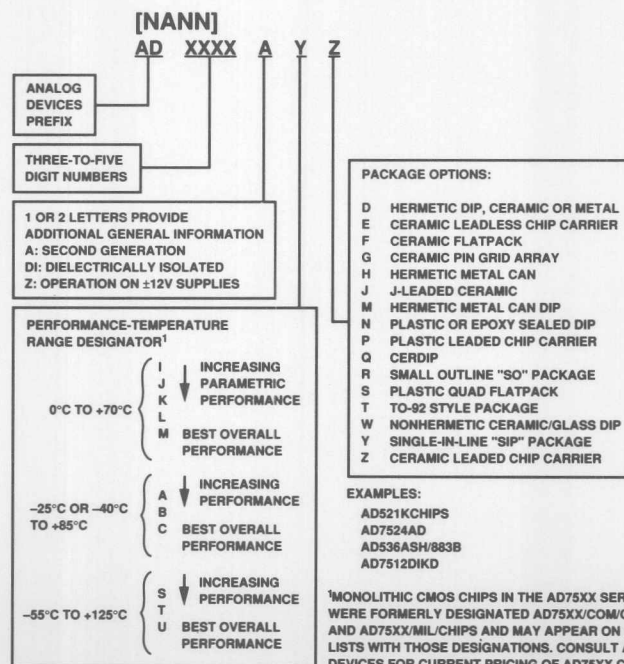 [NANN]
AD XXXX A Y Z
ANALOG
DEVICES
PREFIX
THREE-TO-FIVE
DIGIT NUMBERS
1 OR 2 LETTERS PROVIDE
ADDITIONAL GENERAL INFORMATION
A: SECOND GENERATION
DI: DIELECTRICALLY ISOLATED
Z: OPERATION ON ±12V SUPPLIES
PERFORMANCE-TEMPERATURE
RANGE DESIGNATOR¹
0°C TO +70°C
I
J
K
L
M
INCREASING
PARAMETRIC
PERFORMANCE
BEST OVERALL
PERFORMANCE
–25°C OR –40°C
TO +85°C
A
B
C
INCREASING
PERFORMANCE
BEST OVERALL
PERFORMANCE
–55°C TO +125°C
S
T
U
INCREASING
PERFORMANCE
BEST OVERALL
PERFORMANCE
PACKAGE OPTIONS:
D HERMETIC DIP, CERAMIC OR METAL
E CERAMIC LEADLESS CHIP CARRIER
F CERAMIC FLATPACK
G CERAMIC PIN GRID ARRAY
H HERMETIC METAL CAN
J J-LEADED CERAMIC
M HERMETIC METAL CAN DIP
N PLASTIC OR EPOXY SEALED DIP
P PLASTIC LEADED CHIP CARRIER
Q CERDIP
R SMALL OUTLINE "SO" PACKAGE
S PLASTIC QUAD FLATPACK
T TO-92 STYLE PACKAGE
W NONHERMETIC CERAMIC/GLASS DIP
Y SINGLE-IN-LINE "SIP" PACKAGE
Z CERAMIC LEADED CHIP CARRIER
EXAMPLES:
AD521KCHIPS
AD7524AD
AD536ASH/883B
AD7512DIKD
¹MONOLITHIC CMOS CHIPS IN THE AD75XX SER
WERE FORMERLY DESIGNATED AD75XX/COM/
AND AD75XX/MIL/CHIPS AND MAY APPEAR ON
LISTS WITH THOSE DESIGNATIONS. CONSULT
DEVICES FOR CURRENT PRICING OF AD75XX